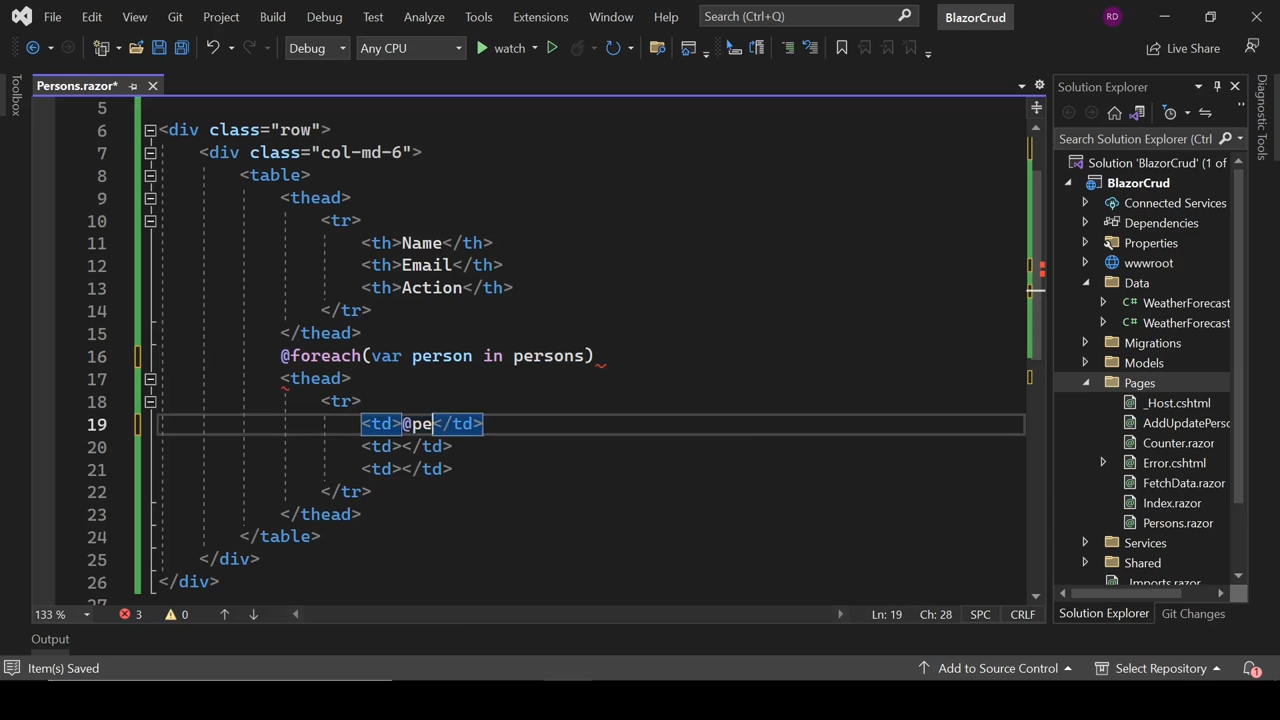 File Edit View Git Project Build Debug Test Analyze Tools Extensions Window Help Search (Ctrl+Q) BlazorCrud RD
Debug Any CPU watch Live Share
Toolbox
Persons.razor*
5
6 <div class="row">
7 <div class="col-md-6">
8 <table>
9 <thead>
10 <tr>
11 <th>Name</th>
12 <th>Email</th>
13 <th>Action</th>
14 </tr>
15 </thead>
16 @foreach(var person in persons)
17 <thead>
18 <tr>
19 <td>@pe</td>
20 <td></td>
21 <td></td>
22 </tr>
23 </thead>
24 </table>
25 </div>
26 </div>
27
133 % 3 0 Ln: 19 Ch: 28 SPC CRLF
Output
Item(s) Saved Add to Source Control Select Repository 1
Solution Explorer
Search Solution Explorer (Ctrl
Solution 'BlazorCrud' (1 of
BlazorCrud
Connected Services
Dependencies
Properties
wwwroot
Data
C# WeatherForecast
C# WeatherForecast
Migrations
Models
Pages
_Host.cshtml
AddUpdatePerso
Counter.razor
Error.cshtml
FetchData.razor
Index.razor
Persons.razor
Services
Shared
_Imports.razor
Solution Explorer Git Changes
Diagnostic Tools